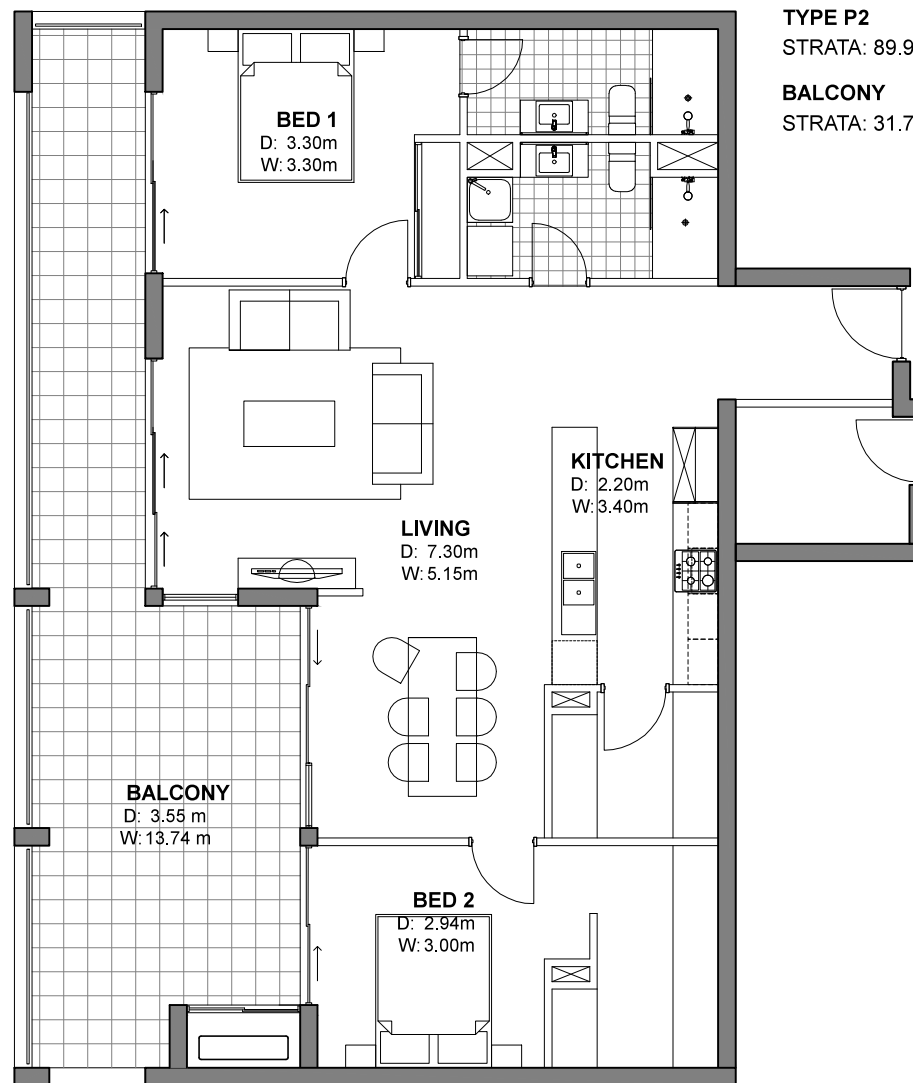 TYPE P2
STRATA: 89.9
BALCONY
STRATA: 31.7
BED 1
D: 3.30m
W: 3.30m
KITCHEN
D: 2.20m
W: 3.40m
LIVING
D: 7.30m
W: 5.15m
BALCONY
D: 3.55 m
W: 13.74 m
BED 2
D: 2.94m
W: 3.00m